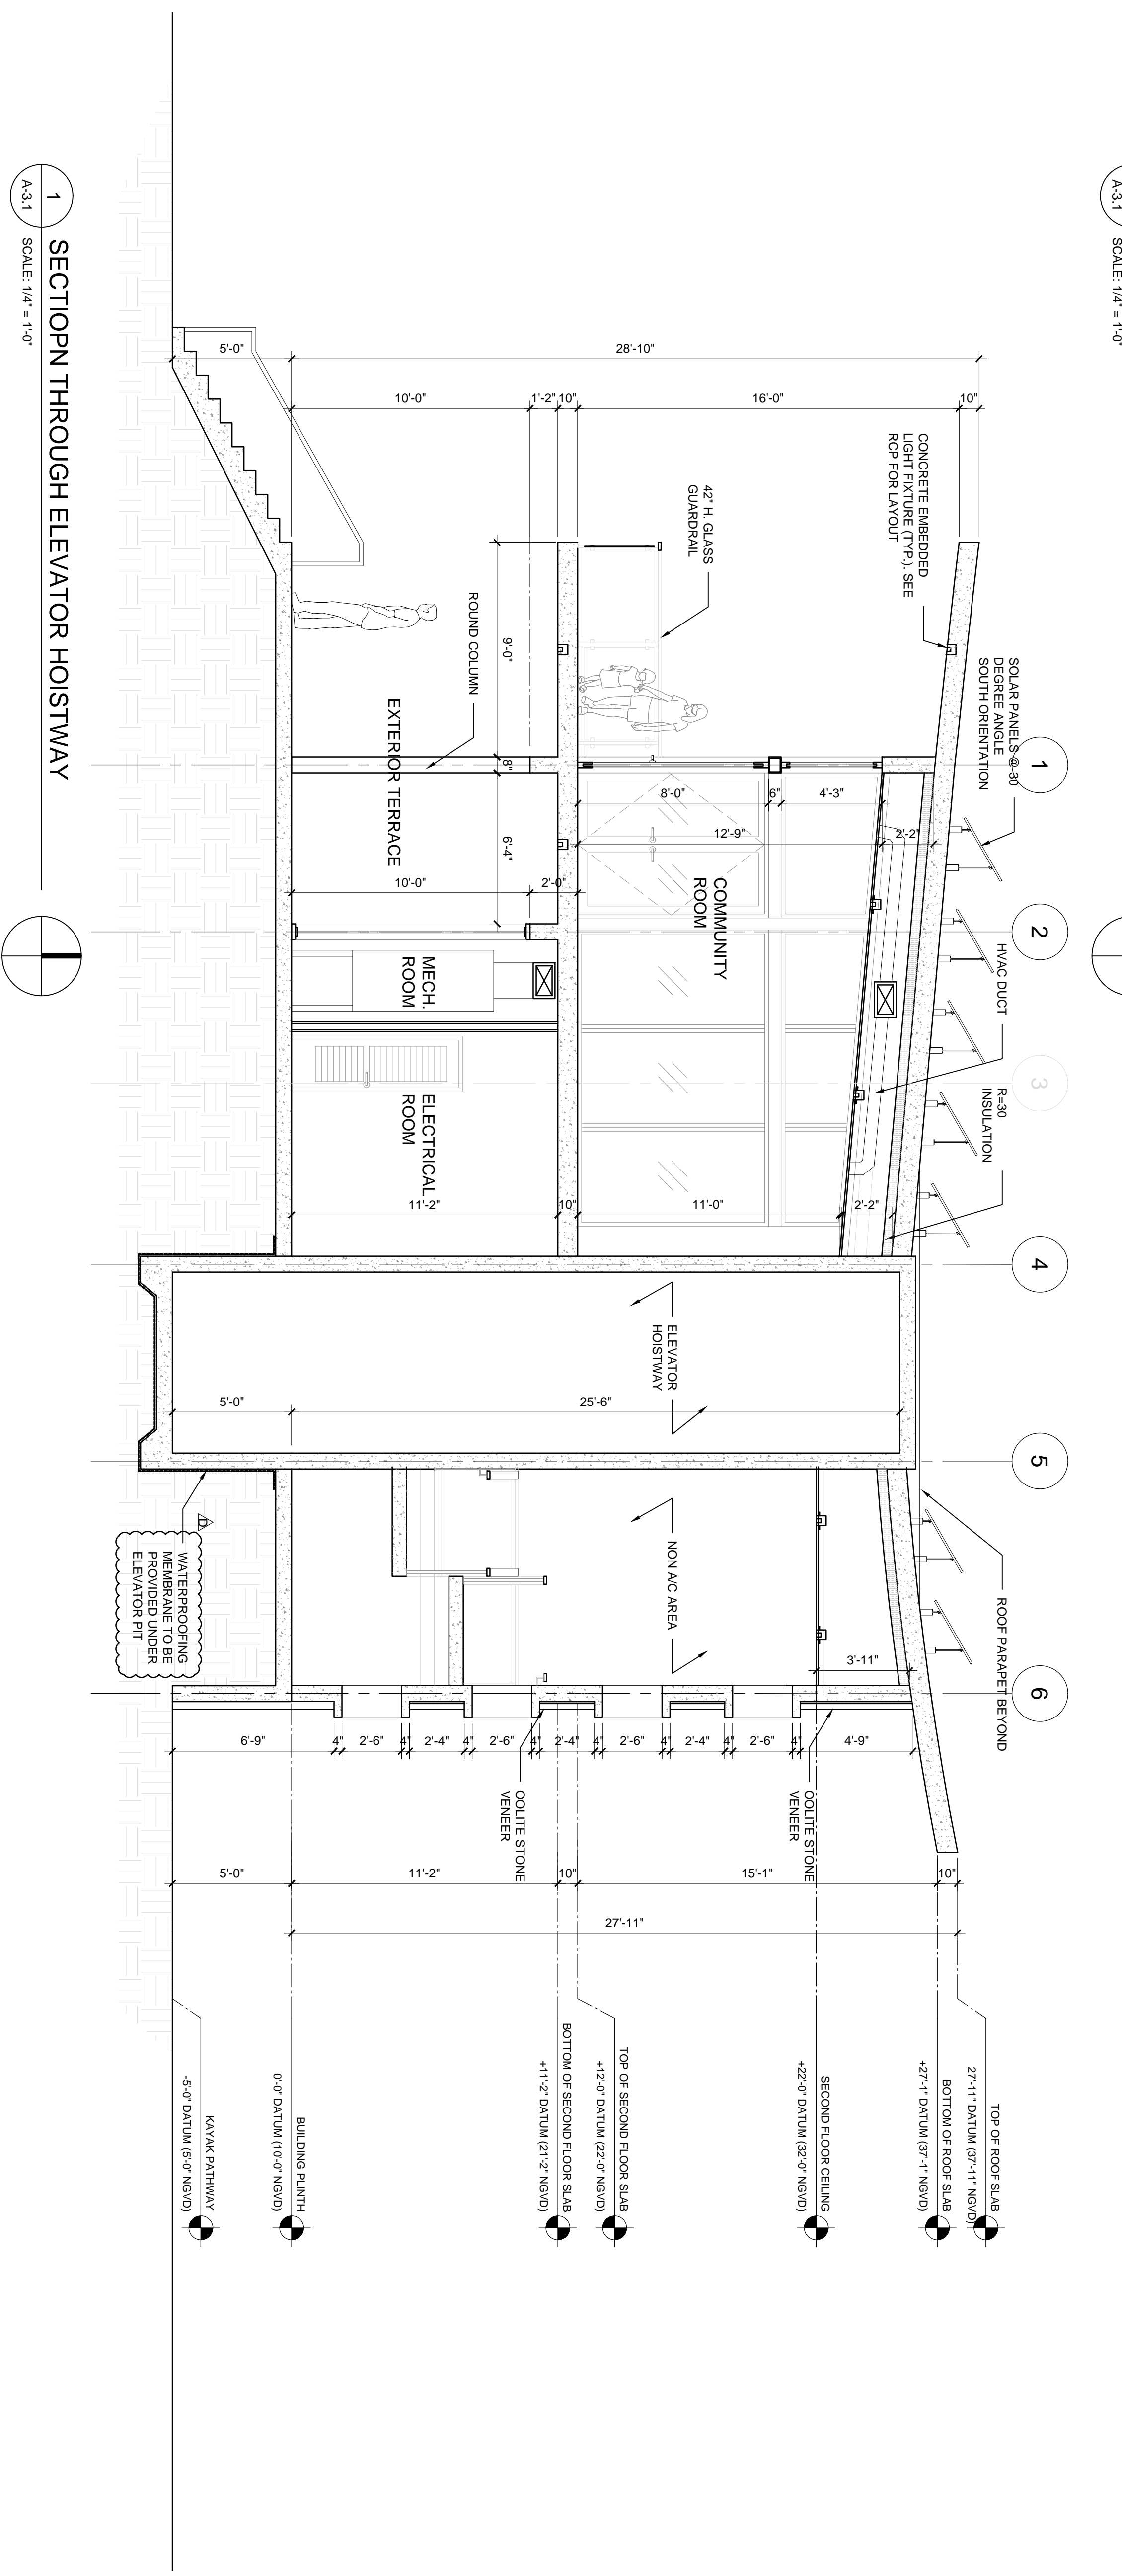 1
A-3.1
SECTIOPN THROUGH ELEVATOR HOISTWAY
SCALE: 1/4" = 1'-0"
A-3.1
SCALE: 1/4" = 1'-0"
1
2
3
4
5
6
5'-0"
28'-10"
10'-0"
1'-2"
10"
16'-0"
10"
CONCRETE EMBEDDED
LIGHT FIXTURE (TYP.). SEE
RCP FOR LAYOUT
42" H. GLASS
GUARDRAIL
SOLAR PANELS @ 30
DEGREE ANGLE
SOUTH ORIENTATION
ROUND COLUMN
9'-0"
8"
6'-4"
EXTERIOR TERRACE
8'-0"
6"
4'-3"
12'-9"
2'-2"
10'-0"
2'-0"
COMMUNITY
ROOM
HVAC DUCT
MECH.
ROOM
R=30
INSULATION
ELECTRICAL
ROOM
11'-2"
10"
11'-0"
2'-2"
ELEVATOR
HOISTWAY
5'-0"
25'-6"
NON A/C AREA
ROOF PARAPET BEYOND
D
WATERPROOFING
MEMBRANE TO BE
PROVIDED UNDER
ELEVATOR PIT
3'-11"
6'-9"
4"
2'-6"
4"
2'-4"
4"
2'-6"
4"
2'-4"
4"
2'-6"
4"
2'-4"
4"
2'-6"
4"
4'-9"
OOLITE STONE
VENEER
OOLITE STONE
VENEER
5'-0"
11'-2"
10"
15'-1"
10"
27'-11"
TOP OF ROOF SLAB
27'-11" DATUM (37'-11" NGVD)
BOTTOM OF ROOF SLAB
+27'-1" DATUM (37'-1" NGVD)
SECOND FLOOR CEILING
+22'-0" DATUM (32'-0" NGVD)
TOP OF SECOND FLOOR SLAB
+12'-0" DATUM (22'-0" NGVD)
BOTTOM OF SECOND FLOOR SLAB
+11'-2" DATUM (21'-2" NGVD)
BUILDING PLINTH
0'-0" DATUM (10'-0" NGVD)
KAYAK PATHWAY
-5'-0" DATUM (5'-0" NGVD)